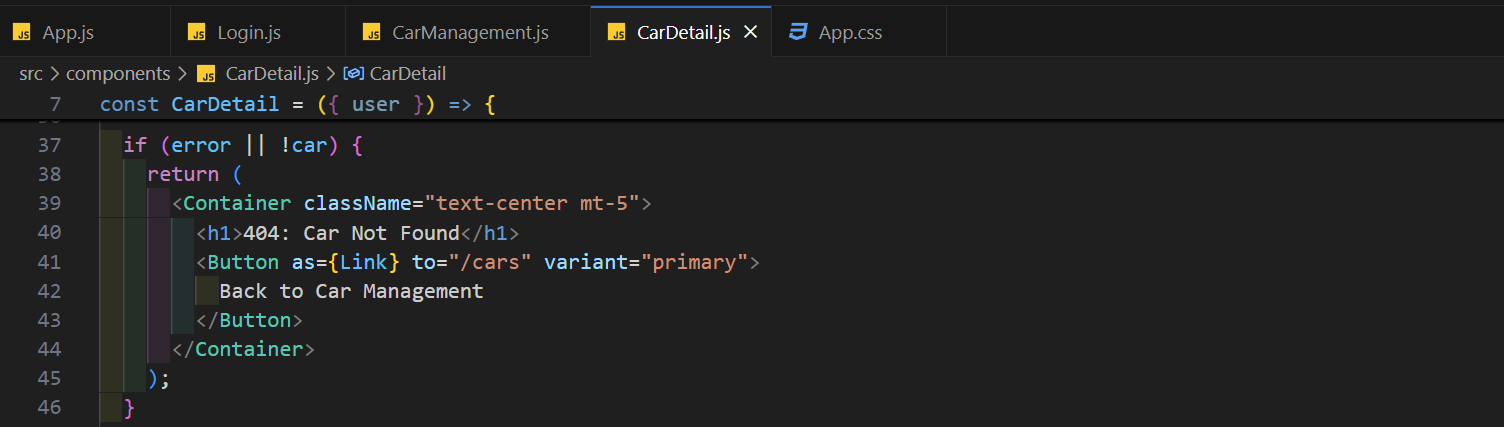 App.js Login.js CarManagement.js CarDetail.js App.css
src > components > JS CarDetail.js > CarDetail
7 const CarDetail = ({ user }) => {
37 if (error || !car) {
38 return (
39 <Container className="text-center mt-5">
40 <h1>404: Car Not Found</h1>
41 <Button as={Link} to="/cars" variant="primary">
42 Back to Car Management
43 </Button>
44 </Container>
45 );
46 }